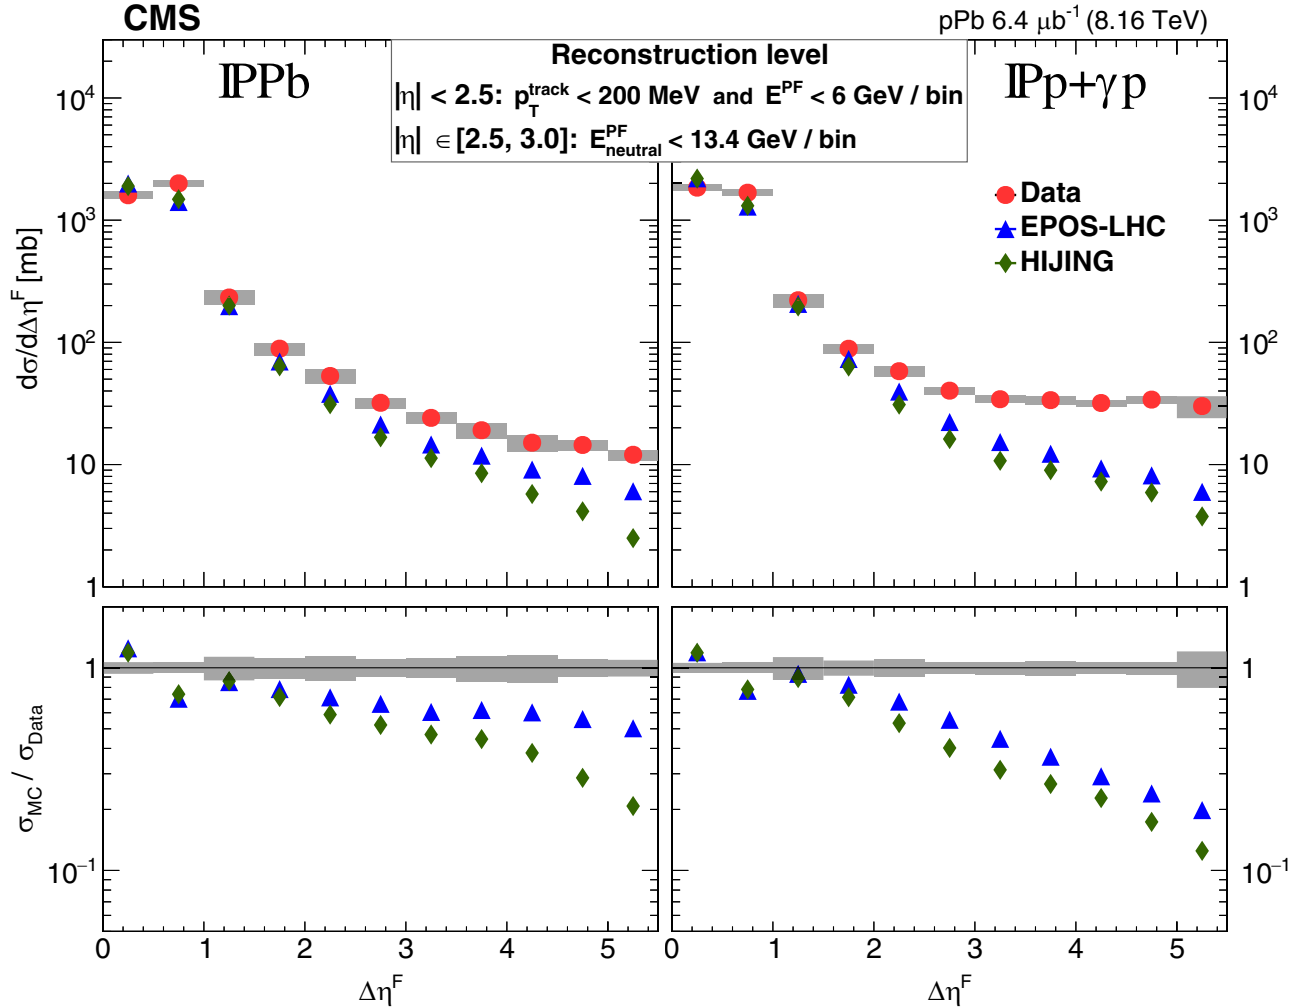 CMS
pPb 6.4 μb⁻¹ (8.16 TeV)
Reconstruction level
|η| < 2.5: p_T^track < 200 MeV and E^PF < 6 GeV / bin
|η| ∈ [2.5, 3.0]: E_neutral^PF < 13.4 GeV / bin
ℙPb
ℙp+γp
Data
EPOS-LHC
HIJING
dσ/dΔη^F [mb]
10⁴
10³
10²
10
1
10⁴
10³
10²
10
1
σ_MC / σ_Data
1
10⁻¹
1
10⁻¹
0 1 2 3 4 5
0 1 2 3 4 5
Δη^F
Δη^F